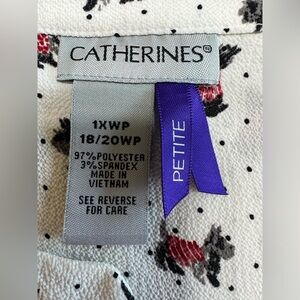 CATHERINES®
1XWP
18/20WP
97%POLYESTER
3%SPANDEX
MADE IN
VIETNAM
SEE REVERSE
FOR CARE
PETITE